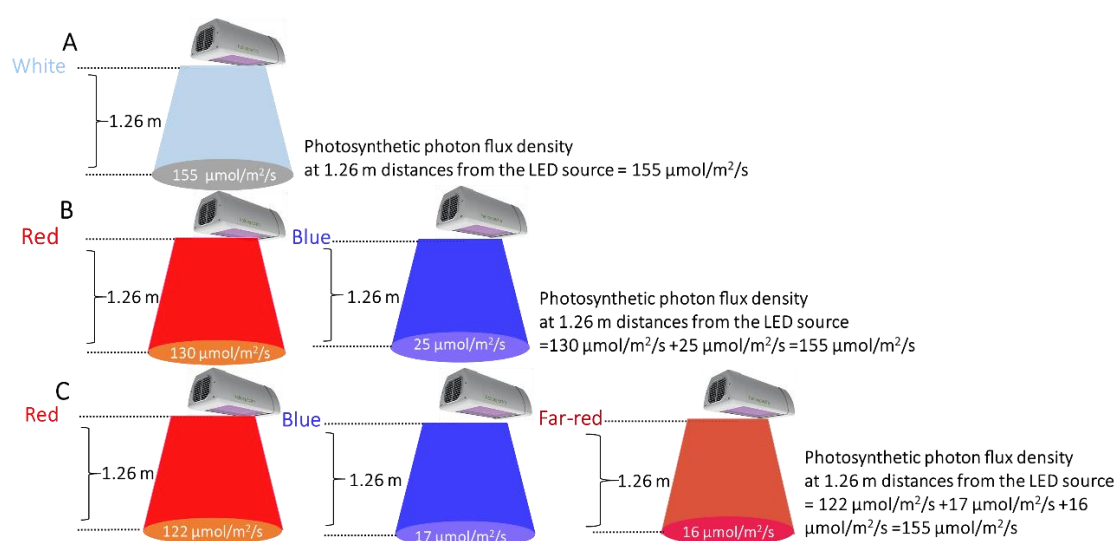 A
White
1.26 m
155 μmol/m²/s
Photosynthetic photon flux density
at 1.26 m distances from the LED source = 155 μmol/m²/s
B
Red
1.26 m
130 μmol/m²/s
Blue
1.26 m
25 μmol/m²/s
Photosynthetic photon flux density
at 1.26 m distances from the LED source
=130 μmol/m²/s +25 μmol/m²/s =155 μmol/m²/s
C
Red
1.26 m
122 μmol/m²/s
Blue
1.26 m
17 μmol/m²/s
Far-red
1.26 m
16 μmol/m²/s
Photosynthetic photon flux density
at 1.26 m distances from the LED source
= 122 μmol/m²/s +17 μmol/m²/s +16
μmol/m²/s =155 μmol/m²/s